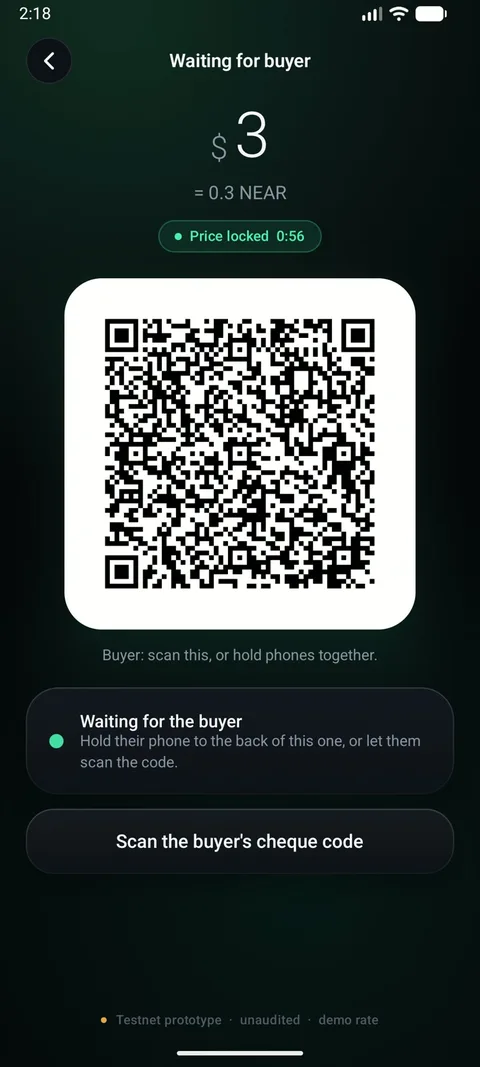 2:18
Waiting for buyer
$ 3
= 0.3 NEAR
Price locked 0:56
Buyer: scan this, or hold phones together.
Waiting for the buyer
Hold their phone to the back of this one, or let them
scan the code.
Scan the buyer's cheque code
Testnet prototype · unaudited · demo rate